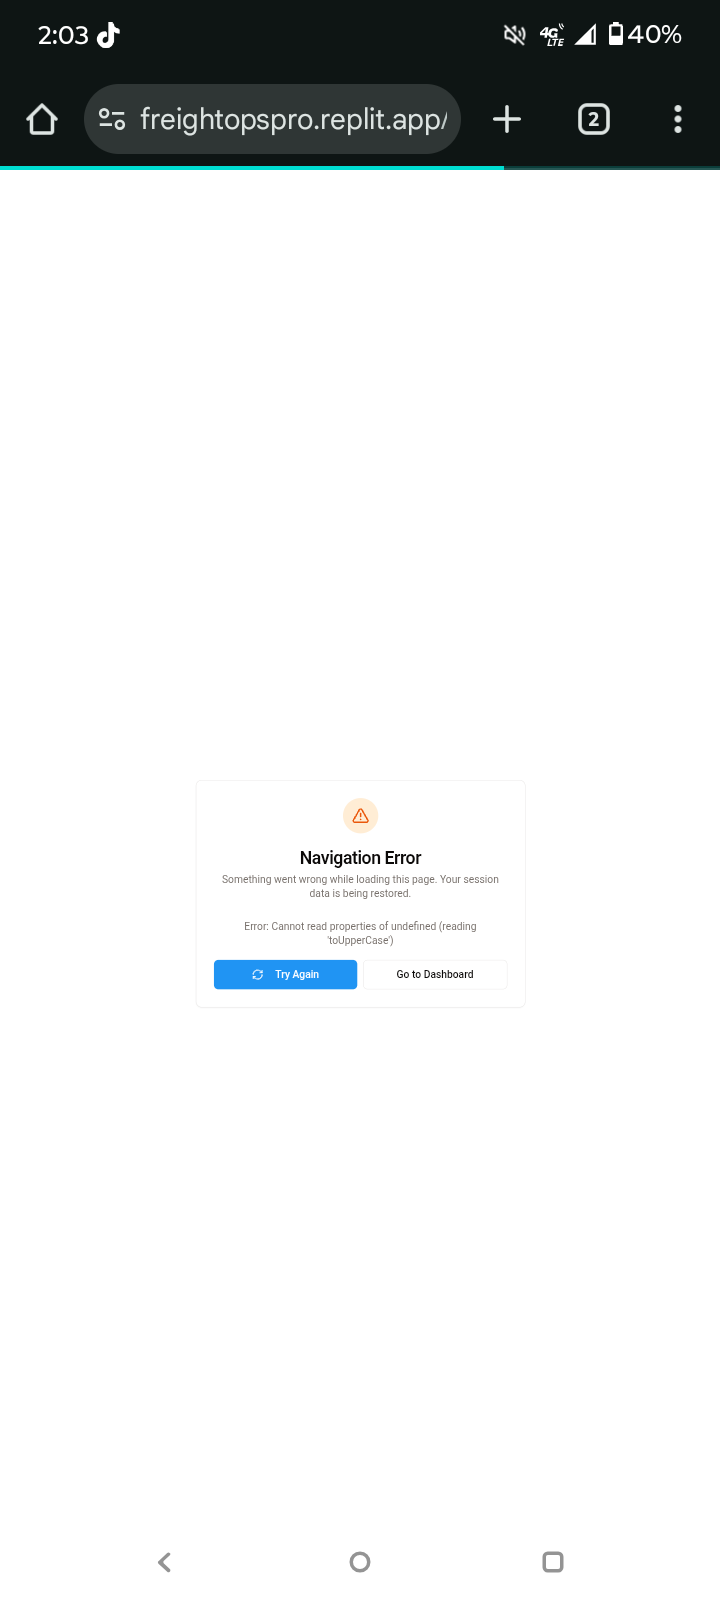 2:03
4G LTE
40%
freightopspro.replit.app/
2
Navigation Error
Something went wrong while loading this page. Your session
data is being restored.
Error: Cannot read properties of undefined (reading
'toUpperCase')
Try Again
Go to Dashboard